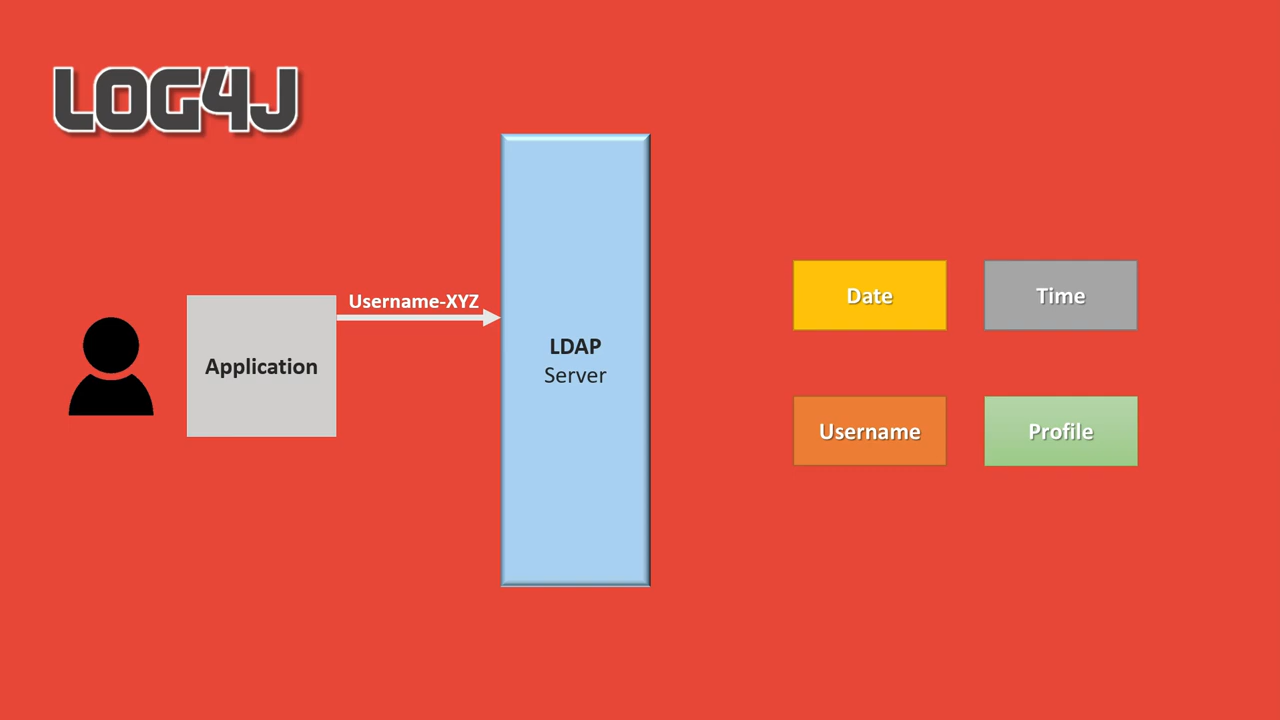 LOG4J
Username-XYZ
Application
LDAP
Server
Date
Time
Username
Profile